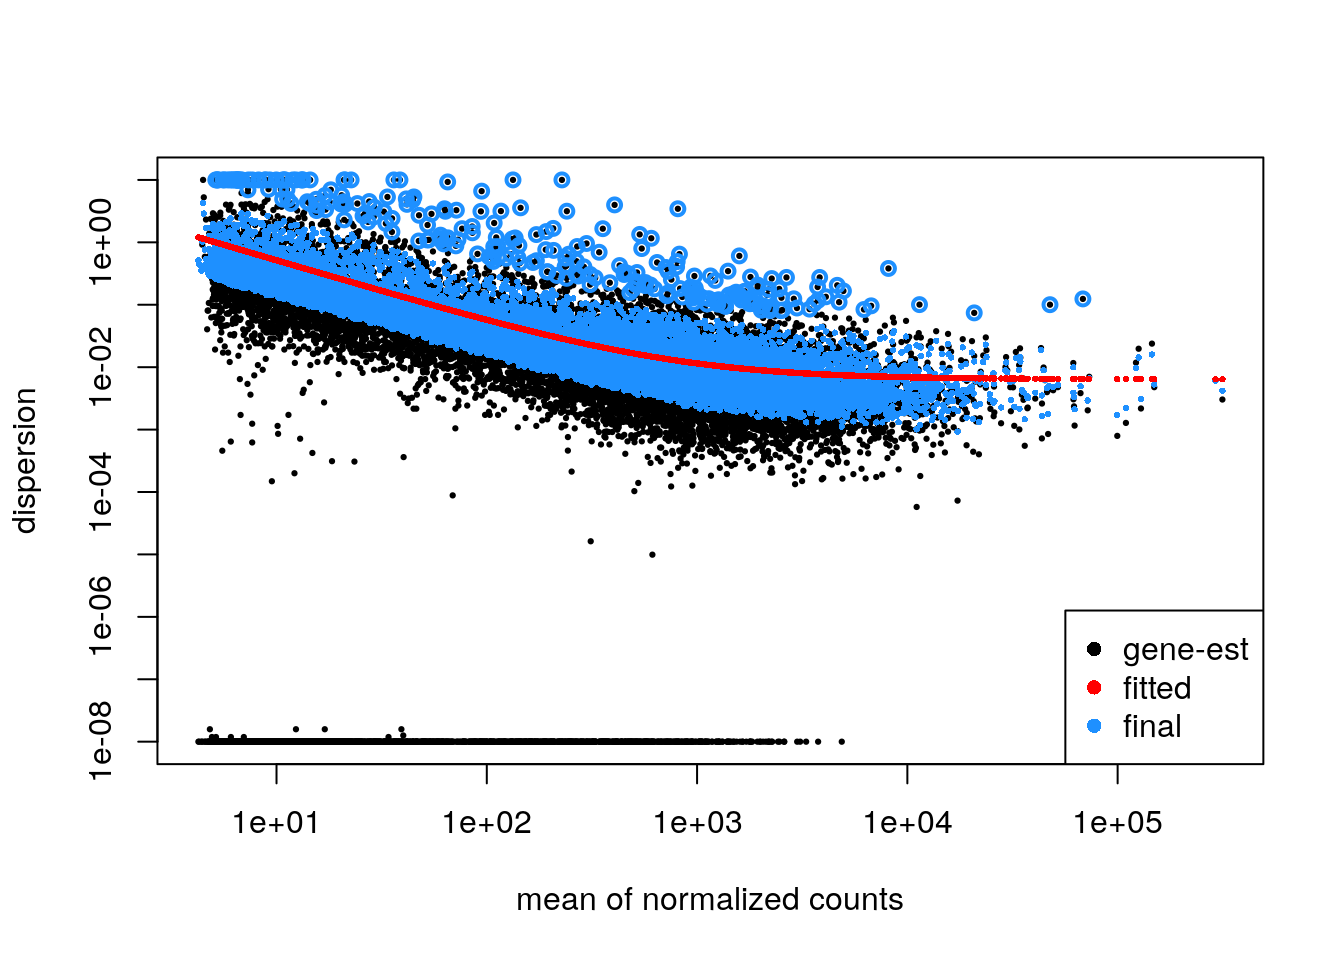 dispersion
1e+00
1e-02
1e-04
1e-06
1e-08
1e+01
1e+02
1e+03
1e+04
1e+05
mean of normalized counts
gene-est
fitted
final